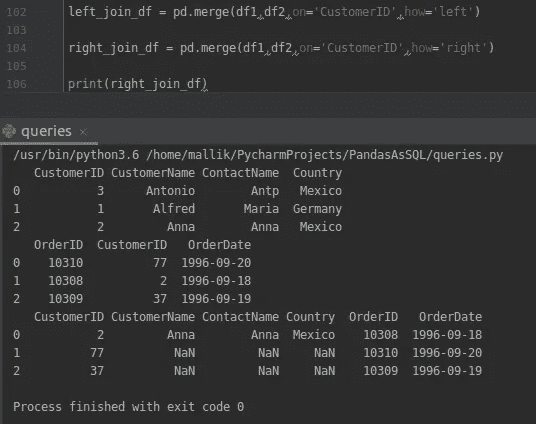 102 left_join_df = pd.merge(df1,df2,on='CustomerID',how='left')
103
104 right_join_df = pd.merge(df1,df2,on='CustomerID',how='right')
105
106 print(right_join_df)
queries ×
/usr/bin/python3.6 /home/mallik/PycharmProjects/PandasAsSQL/queries.py
CustomerID CustomerName ContactName Country
0 3 Antonio Antp Mexico
1 1 Alfred Maria Germany
2 2 Anna Anna Mexico
OrderID CustomerID OrderDate
0 10310 77 1996-09-20
1 10308 2 1996-09-18
2 10309 37 1996-09-19
CustomerID CustomerName ContactName Country OrderID OrderDate
0 2 Anna Anna Mexico 10308 1996-09-18
1 77 NaN NaN NaN 10310 1996-09-20
2 37 NaN NaN NaN 10309 1996-09-19
Process finished with exit code 0